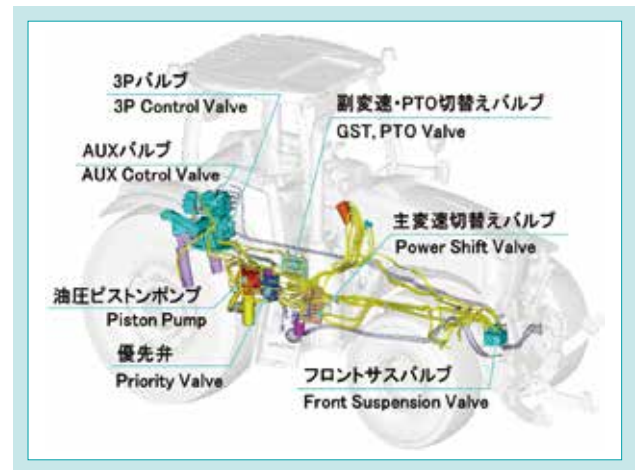 3Pバルブ
3P Control Valve
副変速・PTO切替えバルブ
GST, PTO Valve
AUXバルブ
AUX Cotrol Valve
主変速切替えバルブ
Power Shift Valve
油圧ピストンポンプ
Piston Pump
優先弁
Priority Valve
フロントサスバルブ
Front Suspension Valve